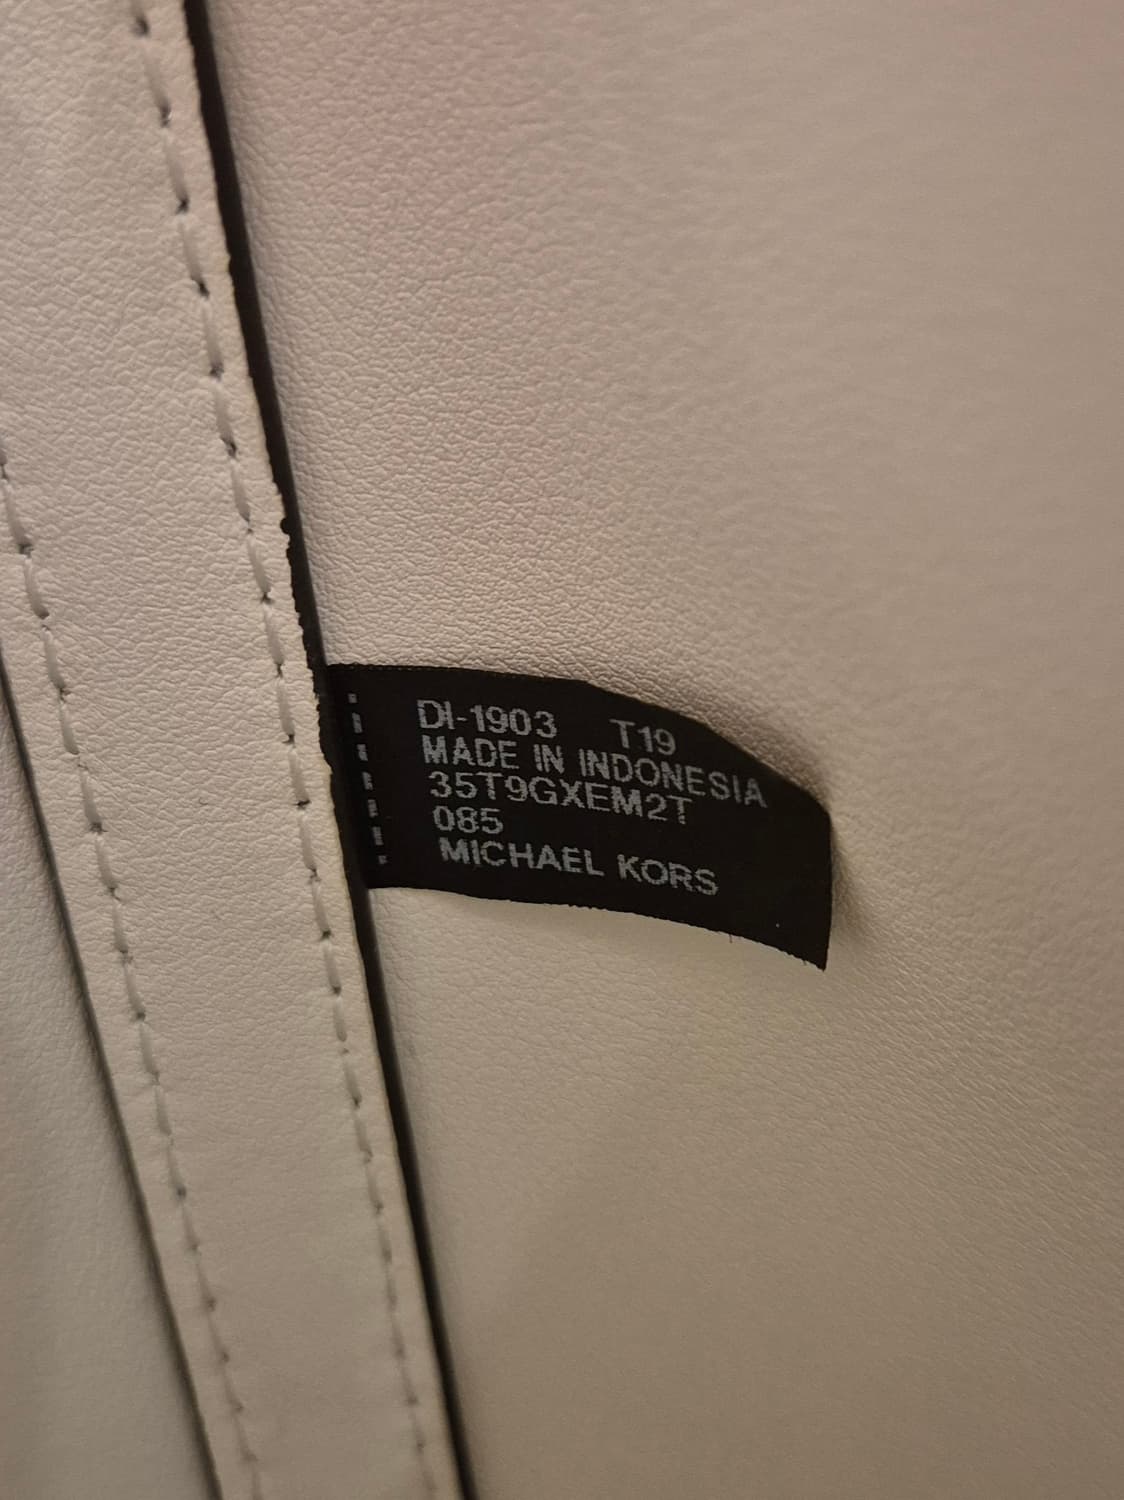 DI-1903 T19
MADE IN INDONESIA
35T9GXEM2T
085
MICHAEL KORS